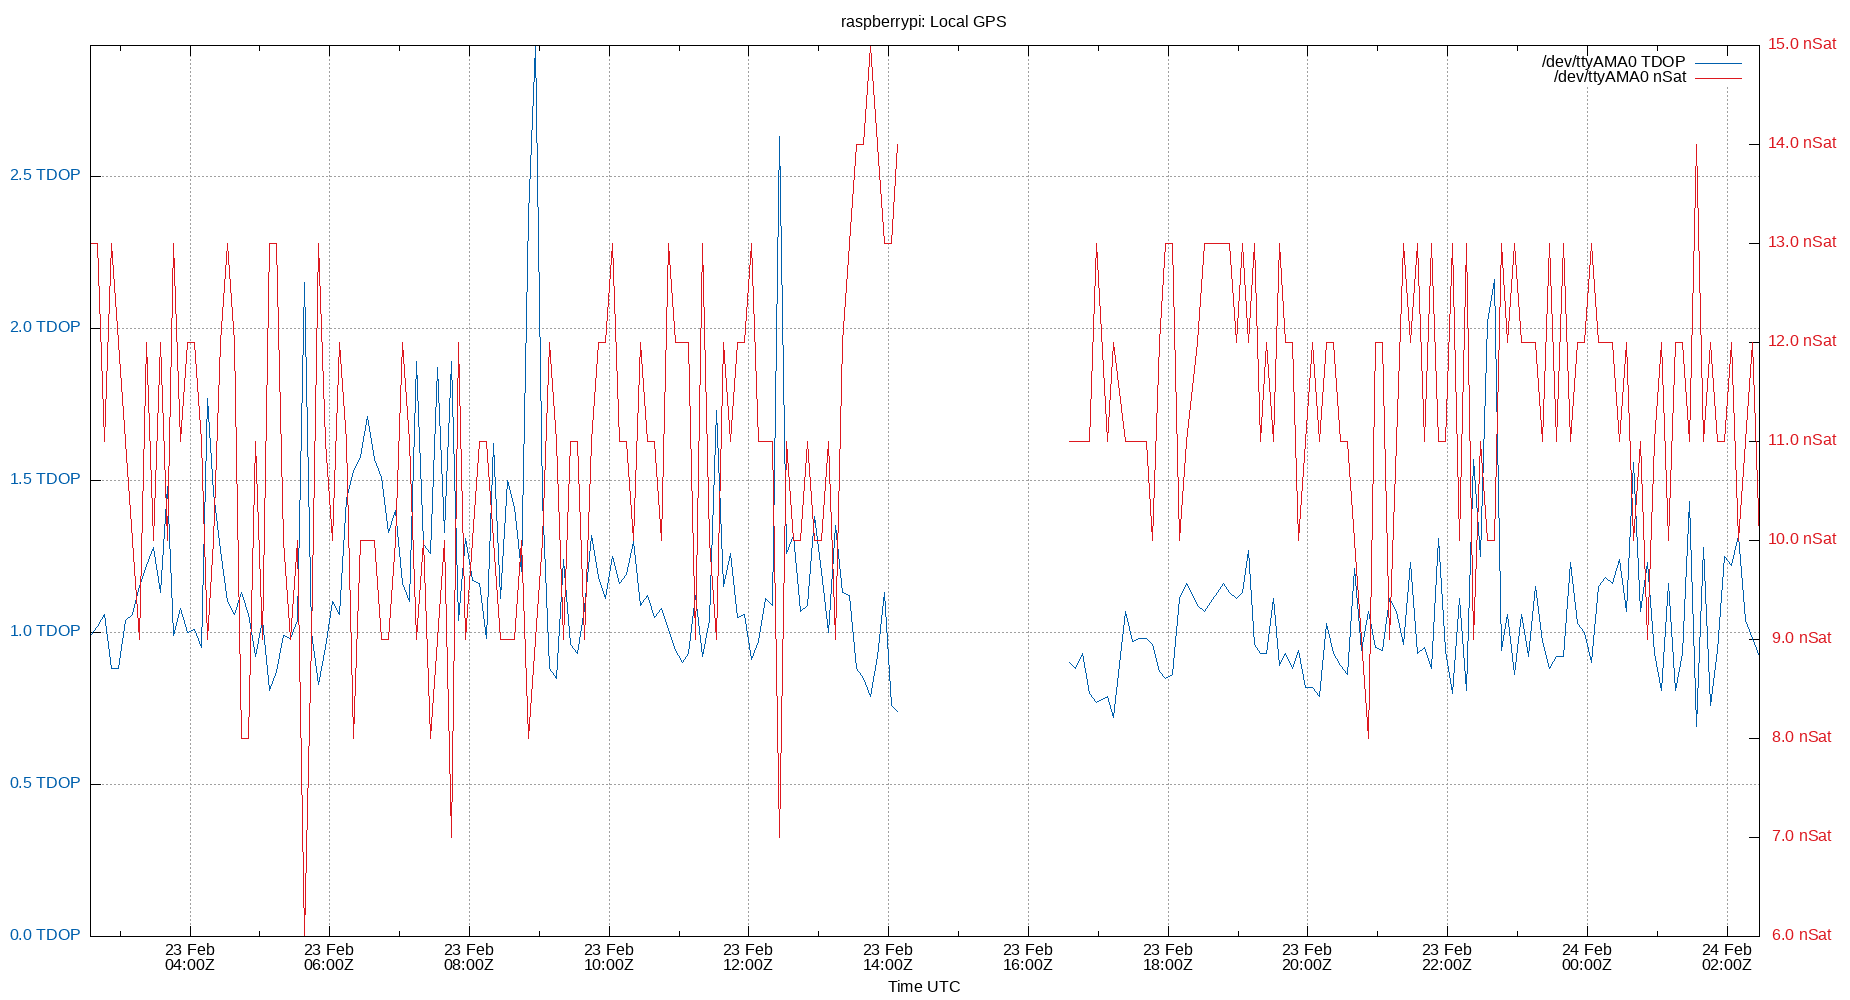 raspberrypi: Local GPS
/dev/ttyAMA0 TDOP
/dev/ttyAMA0 nSat
2.5 TDOP
2.0 TDOP
1.5 TDOP
1.0 TDOP
0.5 TDOP
0.0 TDOP
15.0 nSat
14.0 nSat
13.0 nSat
12.0 nSat
11.0 nSat
10.0 nSat
9.0 nSat
8.0 nSat
7.0 nSat
6.0 nSat
23 Feb
04:00Z
23 Feb
06:00Z
23 Feb
08:00Z
23 Feb
10:00Z
23 Feb
12:00Z
23 Feb
14:00Z
23 Feb
16:00Z
23 Feb
18:00Z
23 Feb
20:00Z
23 Feb
22:00Z
24 Feb
00:00Z
24 Feb
02:00Z
Time UTC